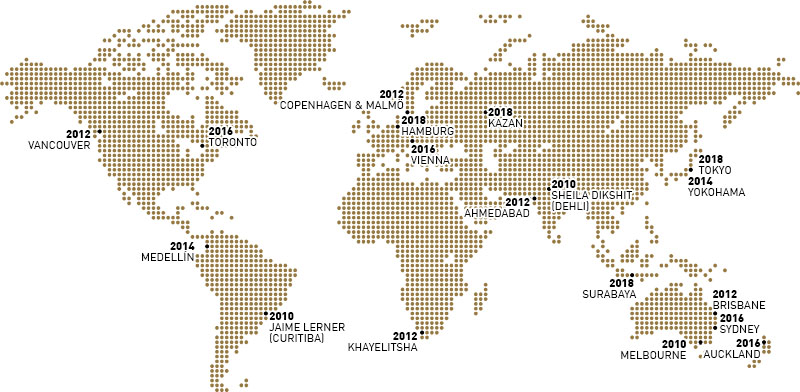 2012
COPENHAGEN & MALMÖ
2018
HAMBURG
2018
KAZAN
2012
VANCOUVER
2016
TORONTO
2016
VIENNA
2018
TOKYO
2014
YOKOHAMA
2010
SHEILA DIKSHIT
(DEHLI)
2012
AHMEDABAD
2014
MEDELLÍN
2018
SURABAYA
2012
BRISBANE
2016
SYDNEY
2010
JAIME LERNER
(CURITIBA)
2012
KHAYELITSHA
2010
MELBOURNE
2016
AUCKLAND